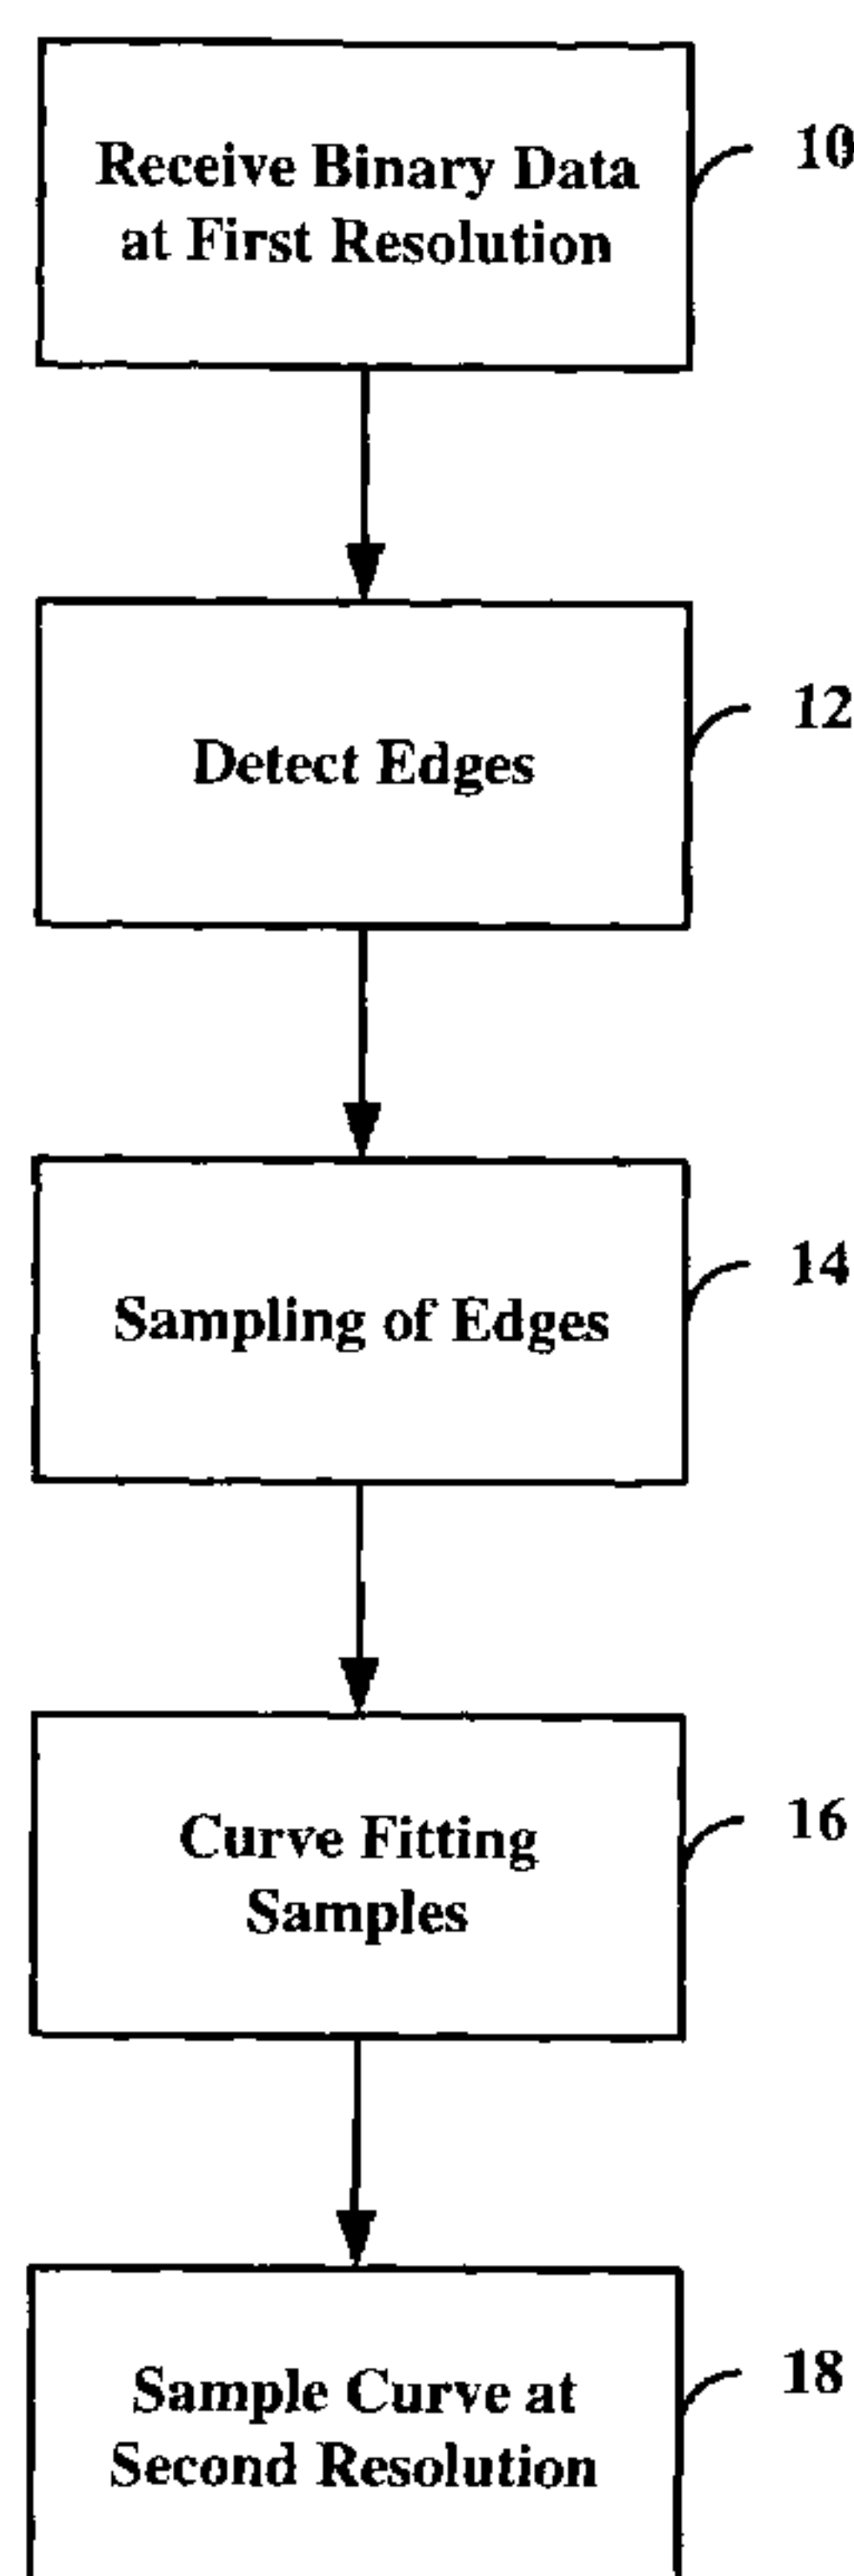 Receive Binary Data
at First Resolution
10
Detect Edges
12
Sampling of Edges
14
Curve Fitting
Samples
16
Sample Curve at
Second Resolution
18